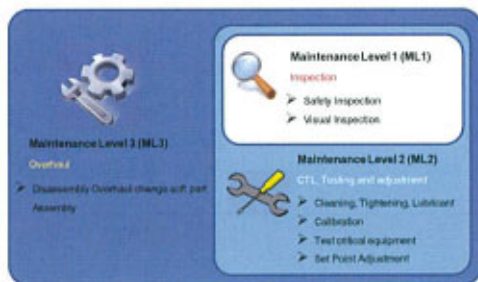 Maintenance Level 1 (ML1)
Inspection
➤ Safety Inspection
➤ Visual Inspection
Maintenance Level 3 (ML3)
Overhaul
➤ Disassembly Overhaul change soft part
Assembly
Maintenance Level 2 (ML2)
CTL, Testing and adjustment
➤ Cleaning, Tightening, Lubricant
➤ Calibration
➤ Test critical equipment
➤ Set Point Adjustment